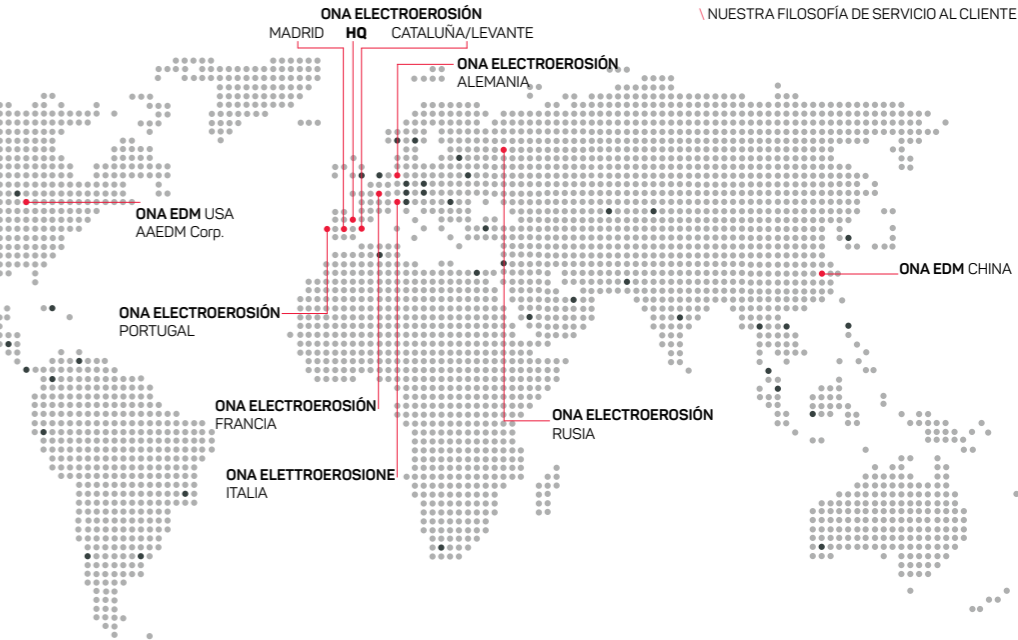 \ NUESTRA FILOSOFÍA DE SERVICIO AL CLIENTE
ONA ELECTROEROSIÓN
MADRID HQ CATALUÑA/LEVANTE
ONA ELECTROEROSIÓN
ALEMANIA
ONA EDM USA
AAEDM Corp.
ONA EDM CHINA
ONA ELECTROEROSIÓN
PORTUGAL
ONA ELECTROEROSIÓN
FRANCIA
ONA ELECTROEROSIÓN
RUSIA
ONA ELETTROEROSIONE
ITALIA